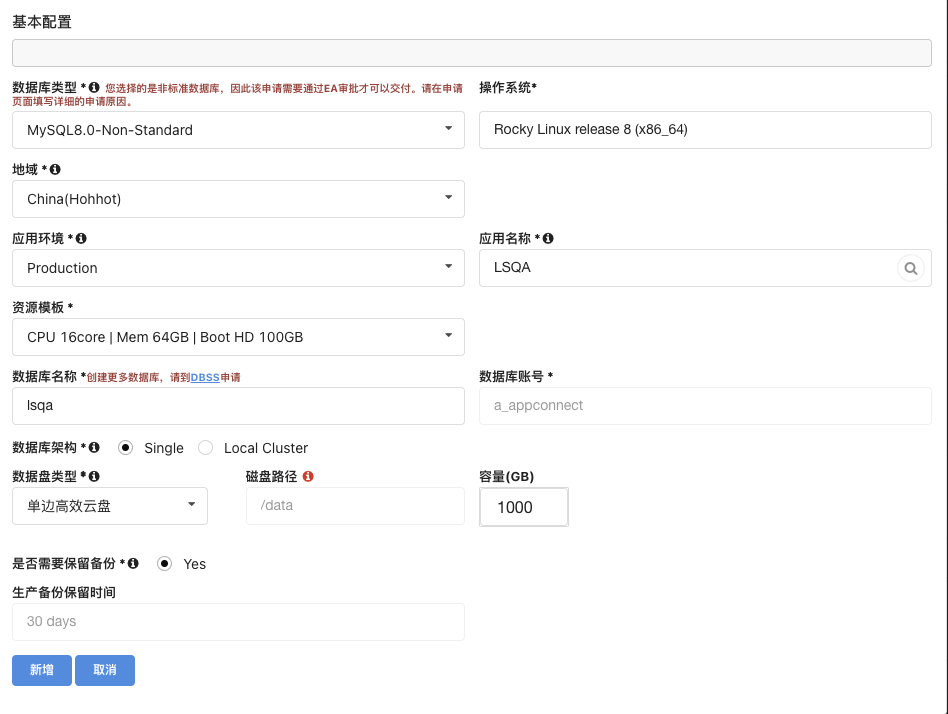 基本配置
数据库类型 * 您选择的是非标准数据库，因此该申请需要通过EA审批才可以交付。请在申请
页面填写详细的申请原因。
操作系统*
MySQL8.0-Non-Standard
Rocky Linux release 8 (x86_64)
地域 *
China(Hohhot)
应用环境 *
应用名称 *
Production
LSQA
资源模板 *
CPU 16core | Mem 64GB | Boot HD 100GB
数据库名称 *创建更多数据库，请到DBSS申请
数据库账号 *
lsqa
a_appconnect
数据库架构 * Single Local Cluster
数据盘类型 *
磁盘路径
容量(GB)
单边高效云盘
/data
1000
是否需要保留备份 * Yes
生产备份保留时间
30 days
新增 取消